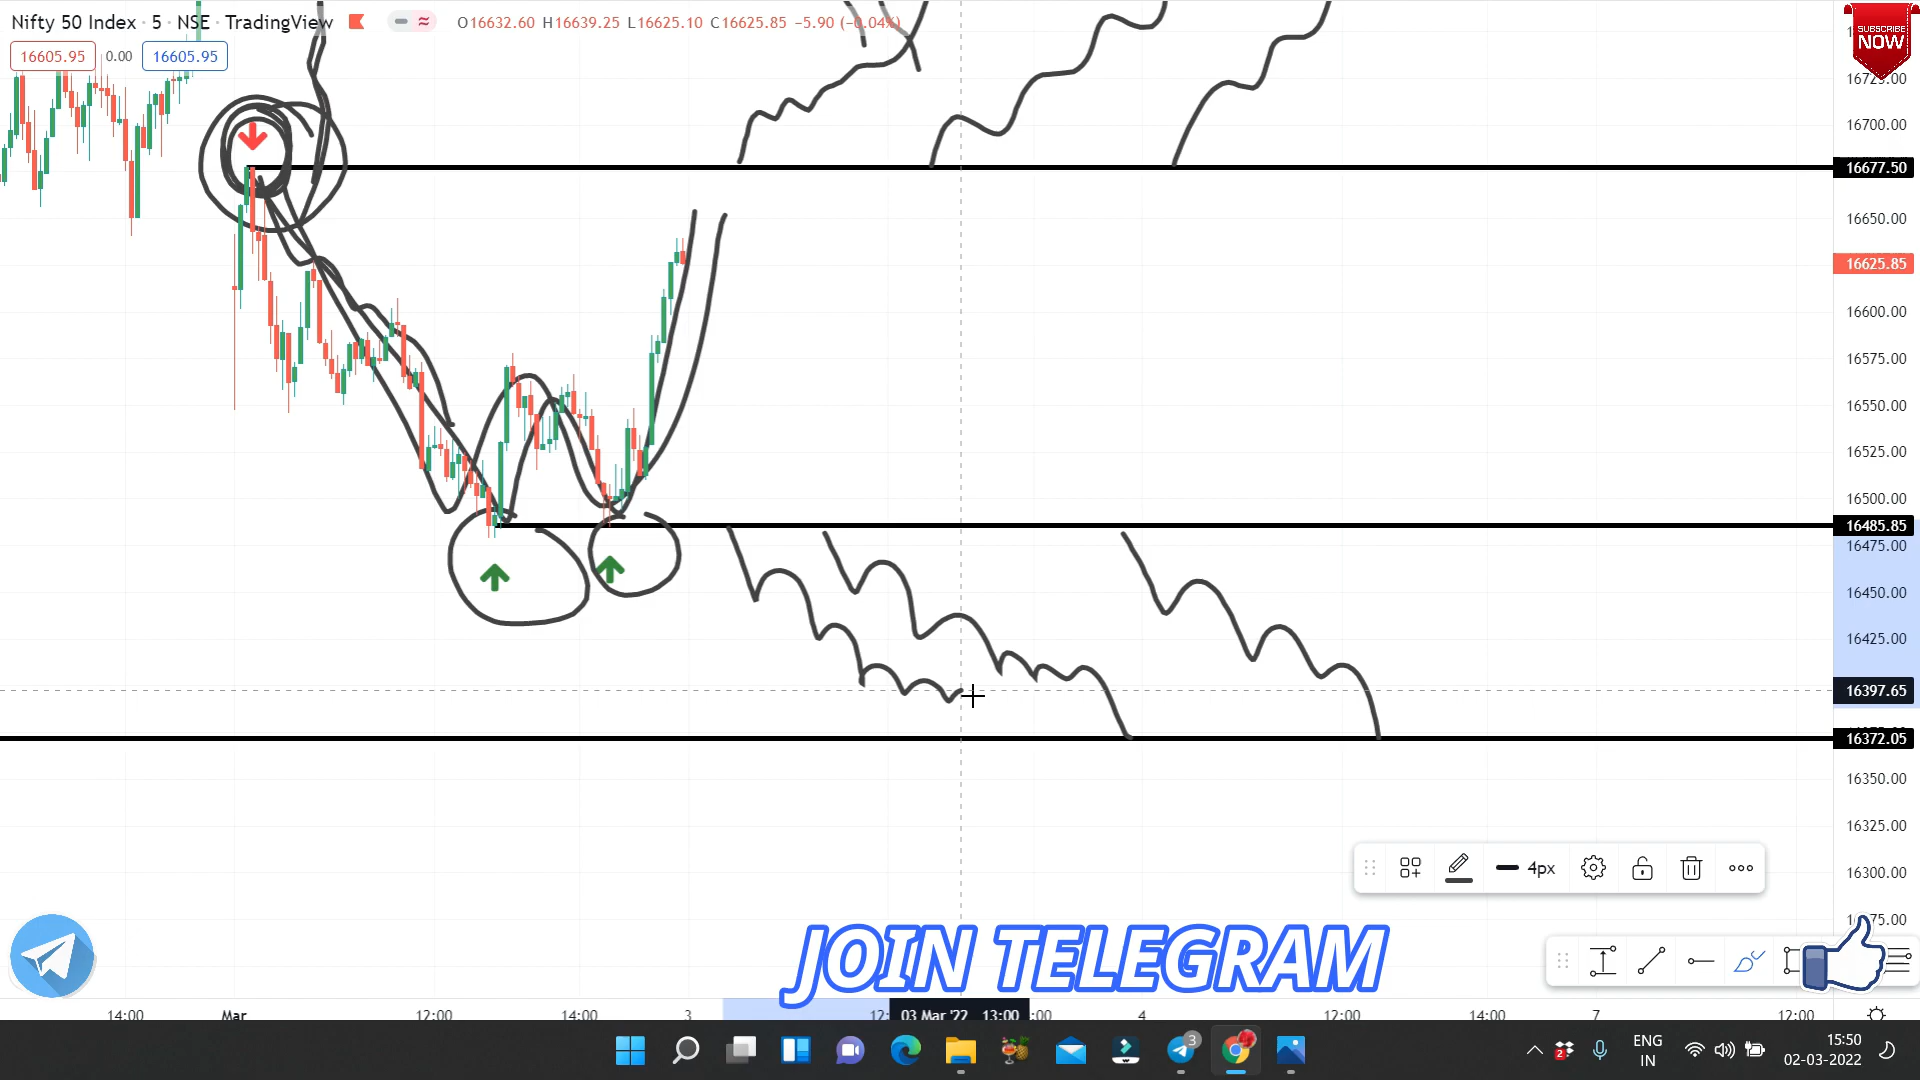 Nifty 50 Index · 5 · NSE · TradingView
O16632.60 H16639.25 L16625.10 C16625.85 −5.90 (−0.04%)
16605.95 0.00 16605.95
SUBSCRIBE
NOW
16700.00
16677.50
16650.00
16625.85
16600.00
16575.00
16550.00
16525.00
16500.00
16485.85
16475.00
16450.00
16425.00
16397.65
16372.05
16350.00
16325.00
16300.00
4px
JOIN TELEGRAM
14:00 Mar 12:00 14:00 3 03 Mar '22 13:00 4 12:00 14:00 7 12:00
3
2
ENG
IN
15:50
02-03-2022